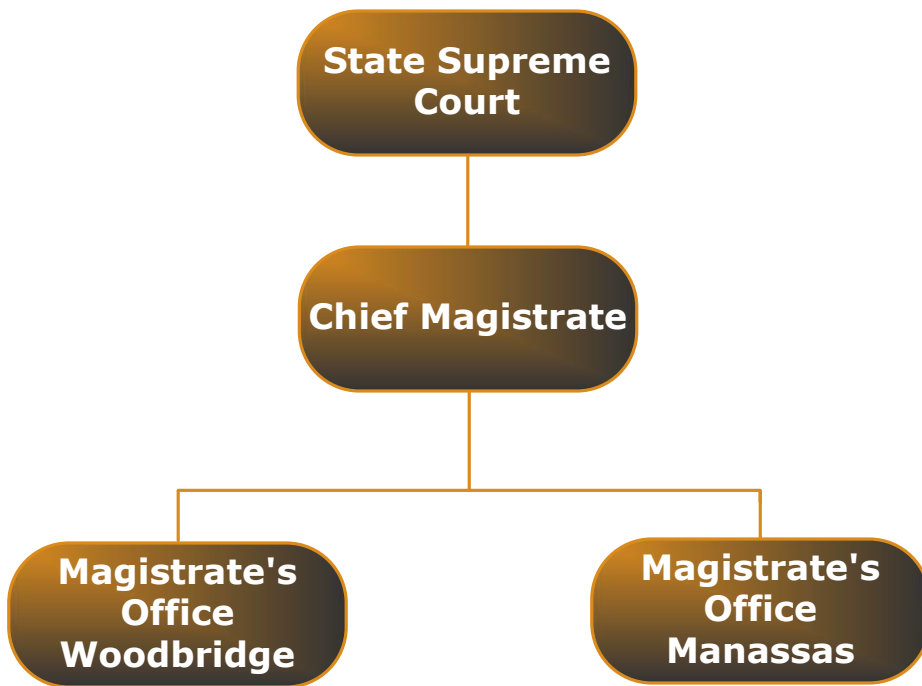 State Supreme
Court
Chief Magistrate
Magistrate's
Office
Woodbridge
Magistrate's
Office
Manassas